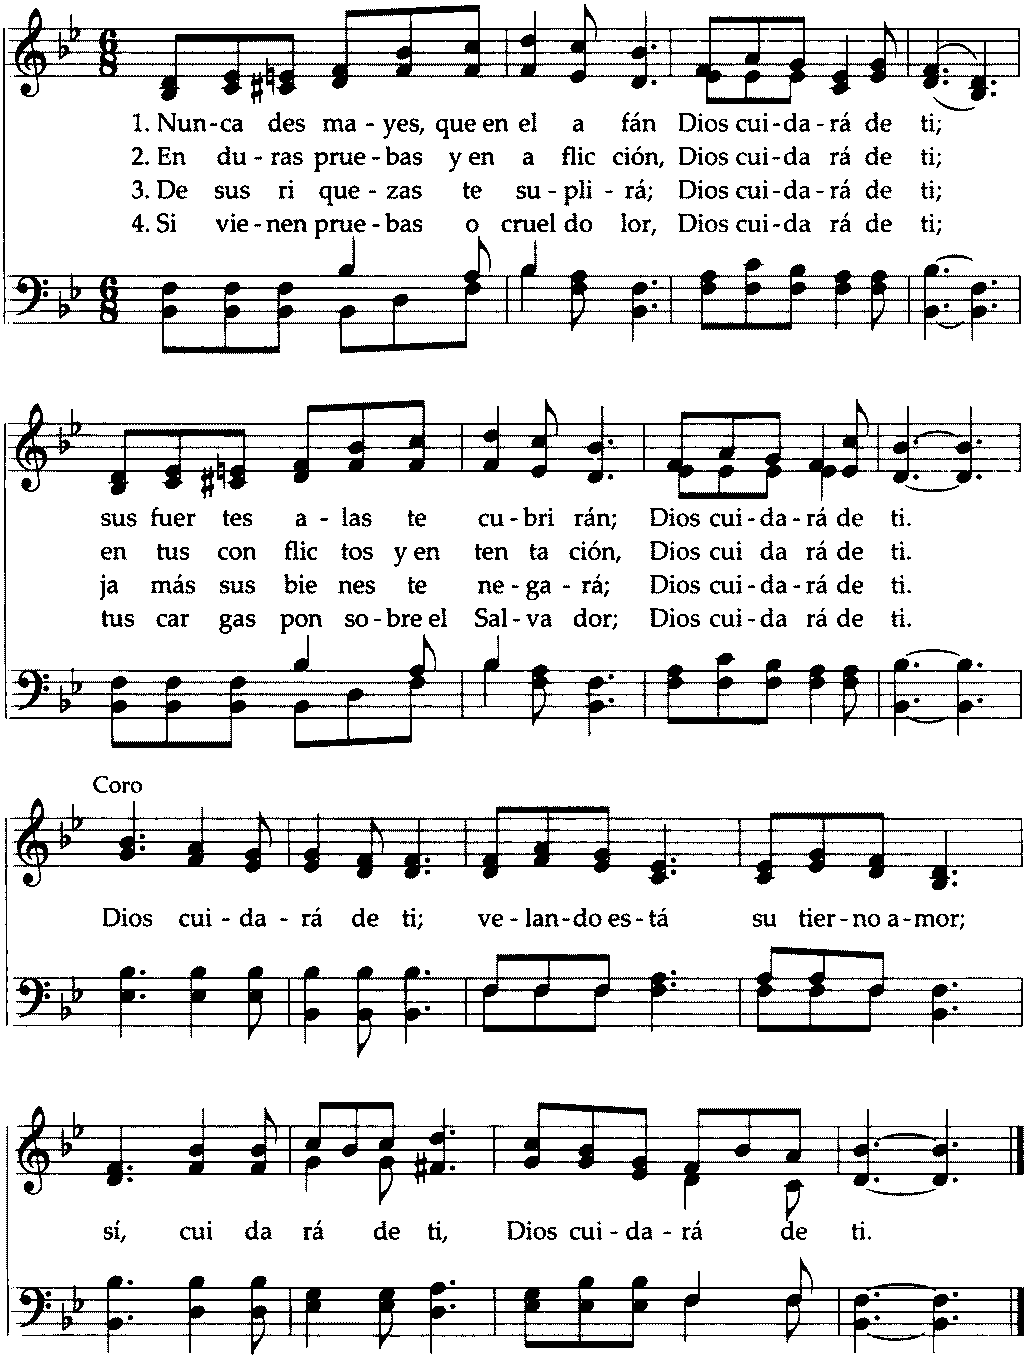 1. Nun-ca des ma-yes, que en el a fán Dios cui-da-rá de ti;
2. En du-ras prue-bas y en a flic ción, Dios cui-da rá de ti;
3. De sus ri que-zas te su-pli-rá; Dios cui-da-rá de ti;
4. Si vie-nen prue-bas o cruel do lor, Dios cui-da-rá de ti;
sus fuer tes a-las te cu-bri rán; Dios cui-da-rá de ti.
en tus con flic tos y en ten ta ción, Dios cui da rá de ti.
ja más sus bie nes te ne-ga-rá; Dios cui-da-rá de ti.
tus car gas pon so-bre el Sal-va dor; Dios cui-da rá de ti.
Coro
Dios cui-da-rá de ti; ve-lan-do es-tá su tier-no a-mor;
sí, cui da rá de ti, Dios cui-da-rá de ti.